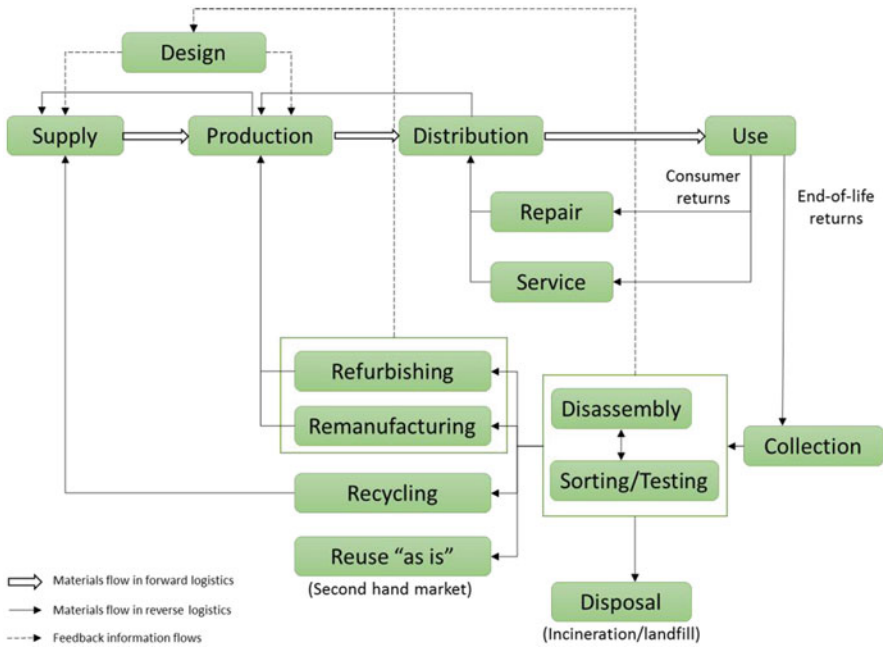 Design
Supply
Production
Distribution
Use
Consumer
returns
End-of-life
returns
Repair
Service
Refurbishing
Remanufacturing
Disassembly
Collection
Sorting/Testing
Recycling
Reuse “as is”
(Second hand market)
Disposal
(Incineration/landfill)
Materials flow in forward logistics
Materials flow in reverse logistics
Feedback information flows